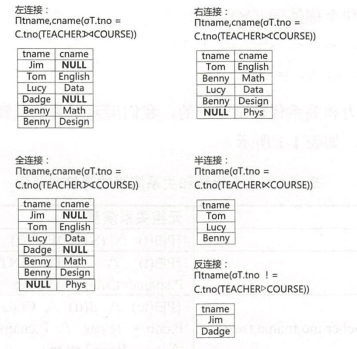 左连接：
Πtname,cname(σT.tno =
C.tno(TEACHER⋊COURSE))
tname cname
Jim NULL
Tom English
Lucy Data
Dadge NULL
Benny Math
Benny Design
右连接：
Πtname,cname(σT.tno =
C.tno(TEACHER⋈COURSE))
tname cname
Tom English
Benny Math
Lucy Data
Benny Design
NULL Phys
全连接：
Πtname,cname(σT.tno =
C.tno(TEACHER⋊COURSE))
tname cname
Jim NULL
Tom English
Lucy Data
Dadge NULL
Benny Math
Benny Design
NULL Phys
半连接：
Πtname(σT.tno =
C.tno(TEACHER⋉COURSE))
tname
Tom
Lucy
Benny
反连接：
Πtname(σT.tno ！=
C.tno(TEACHER▷COURSE))
tname
Jim
Dadge